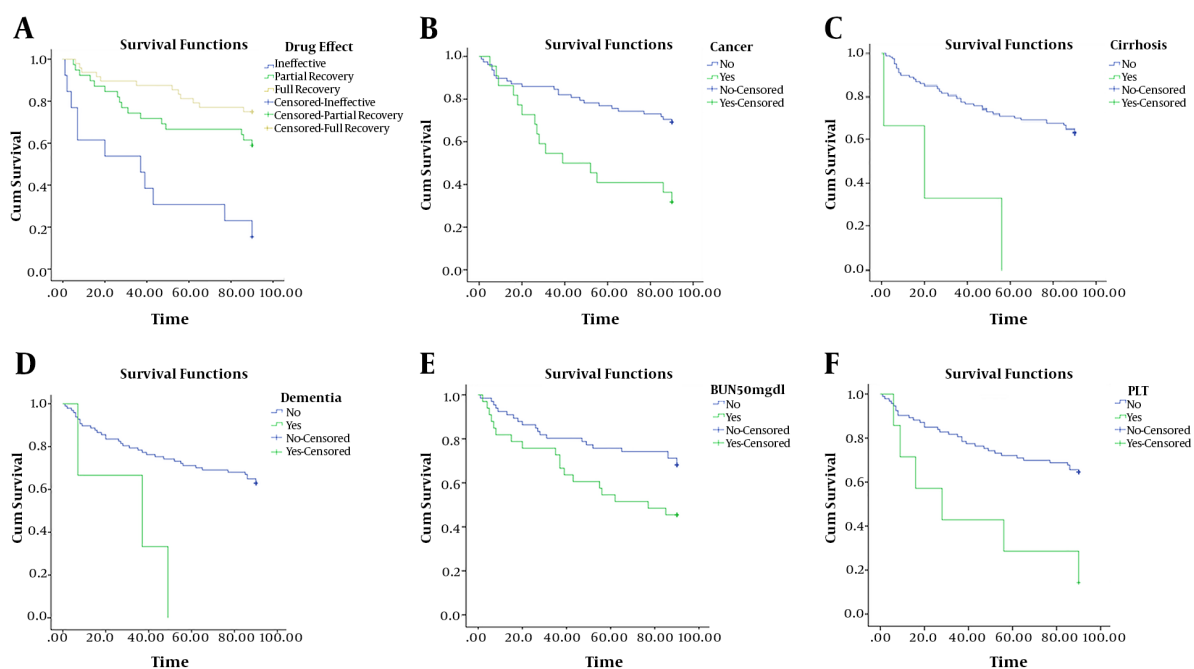 A
Survival Functions
Drug Effect
Ineffective
Partial Recovery
Full Recovery
Censored-Ineffective
Censored-Partial Recovery
Censored-Full Recovery
Cum Survival
1.0
0.8
0.6
0.4
0.2
0.0
.00 20.0 40.00 60.00 80.00 100.00
Time
B
Survival Functions
Cancer
No
Yes
No-Censored
Yes-Censored
Cum Survival
1.0
0.8
0.6
0.4
0.2
0.0
.00 20.0 40.00 60.00 80.00 100.00
Time
C
Survival Functions
Cirrhosis
No
Yes
No-Censored
Yes-Censored
Cum Survival
1.0
0.8
0.6
0.4
0.2
0.0
.00 20.0 40.00 60.00 80.00 100.00
Time
D
Survival Functions
Dementia
No
Yes
No-Censored
Yes-Censored
Cum Survival
1.0
0.8
0.6
0.4
0.2
0.0
.00 20.0 40.00 60.00 80.00 100.00
Time
E
Survival Functions
BUN50mgdl
No
Yes
No-Censored
Yes-Censored
Cum Survival
1.0
0.8
0.6
0.4
0.2
0.0
.00 20.0 40.00 60.00 80.00 100.00
Time
F
Survival Functions
PLT
No
Yes
No-Censored
Yes-Censored
Cum Survival
1.0
0.8
0.6
0.4
0.2
0.0
.00 20.0 40.00 60.00 80.00 100.00
Time